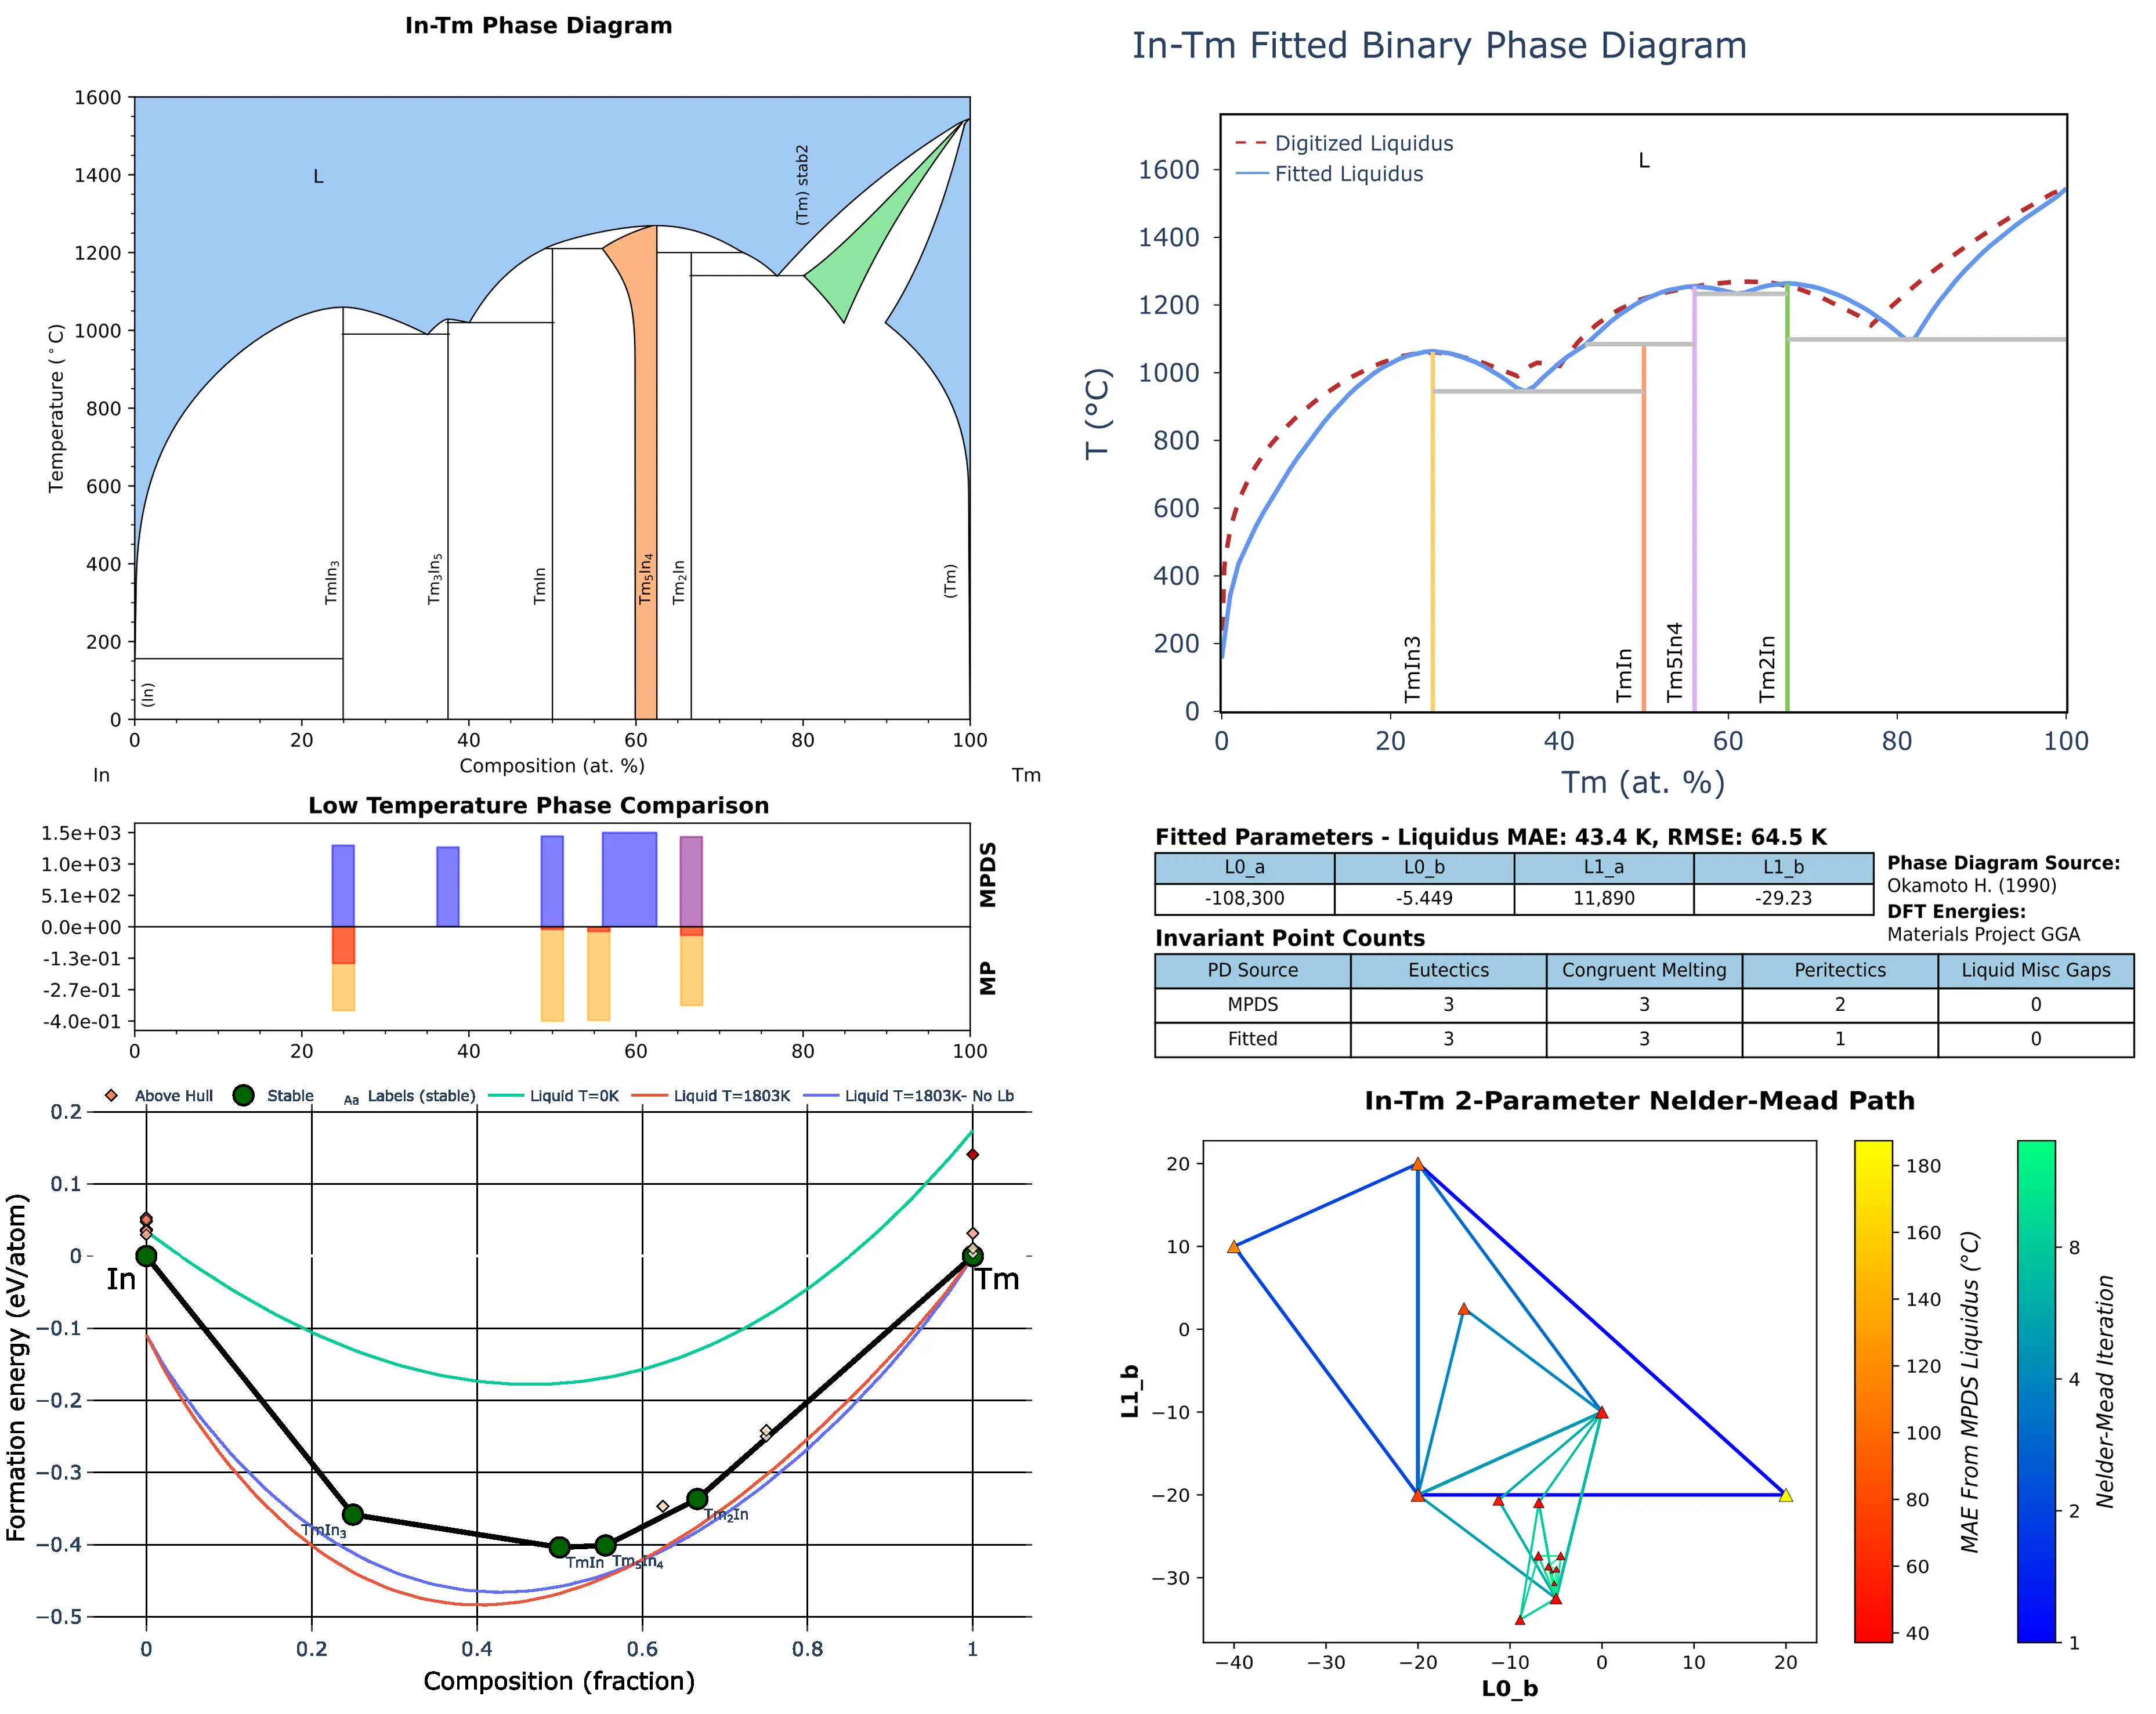 In-Tm Phase Diagram
1600
1400
1200
1000
800
600
400
200
0
Temperature (°C)
L
(Tm) stab2
TmIn3
Tm3In5
TmIn
Tm5In4
Tm2In
(Tm)
(In)
0 20 40 60 80 100
Composition (at. %)
In Tm
In-Tm Fitted Binary Phase Diagram
Digitized Liquidus
Fitted Liquidus
L
1600
1400
1200
1000
800
600
400
200
0
T (°C)
TmIn3
TmIn
Tm5In4
Tm2In
0 20 40 60 80 100
Tm (at. %)
Low Temperature Phase Comparison
1.5e+03
1.0e+03
5.1e+02
0.0e+00
-1.3e-01
-2.7e-01
-4.0e-01
MPDS
MP
0 20 40 60 80 100
Fitted Parameters - Liquidus MAE: 43.4 K, RMSE: 64.5 K
L0_a L0_b L1_a L1_b
-108,300 -5.449 11,890 -29.23
Phase Diagram Source:
Okamoto H. (1990)
DFT Energies:
Materials Project GGA
Invariant Point Counts
PD Source Eutectics Congruent Melting Peritectics Liquid Misc Gaps
MPDS 3 3 2 0
Fitted 3 3 1 0
Above Hull Stable Aa Labels (stable) Liquid T=0K Liquid T=1803K Liquid T=1803K- No Lb
0.2
0.1
0
−0.1
−0.2
−0.3
−0.4
−0.5
Formation energy (eV/atom)
In
Tm
TmIn3
TmIn
Tm5In4
Tm2In
0 0.2 0.4 0.6 0.8 1
Composition (fraction)
In-Tm 2-Parameter Nelder-Mead Path
20
10
0
−10
−20
−30
L1_b
−40 −30 −20 −10 0 10 20
L0_b
180
160
140
120
100
80
60
40
MAE From MPDS Liquidus (°C)
8
4
2
1
Nelder-Mead Iteration